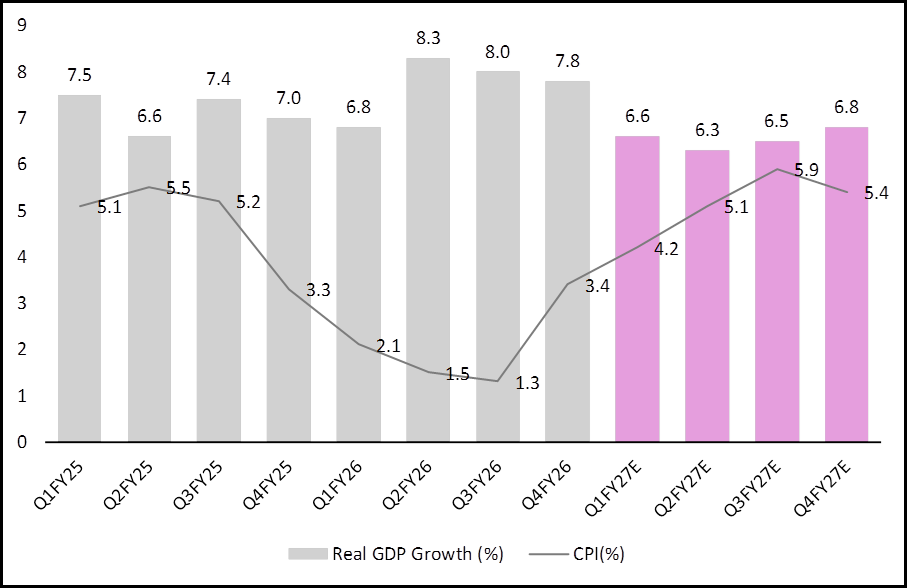 9
8
7
6
5
4
3
2
1
0
7.5
6.6
7.4
7.0
6.8
8.3
8.0
7.8
6.6
6.3
6.5
6.8
5.1
5.5
5.2
3.3
2.1
1.5
1.3
3.4
4.2
5.1
5.9
5.4
Q1FY25
Q2FY25
Q3FY25
Q4FY25
Q1FY26
Q2FY26
Q3FY26
Q4FY26
Q1FY27E
Q2FY27E
Q3FY27E
Q4FY27E
Real GDP Growth (%)
CPI(%)